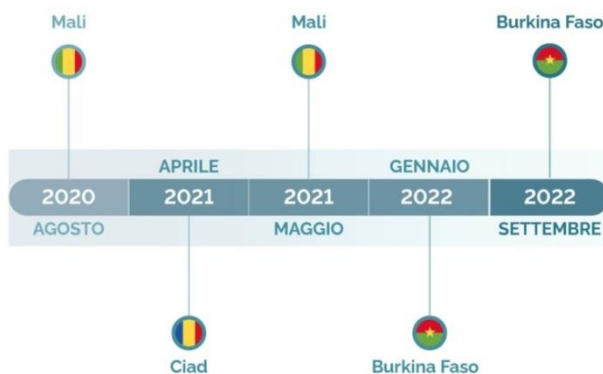 Mali
Mali
Burkina Faso
APRILE
GENNAIO
2020
2021
2021
2022
2022
AGOSTO
MAGGIO
SETTEMBRE
Ciad
Burkina Faso